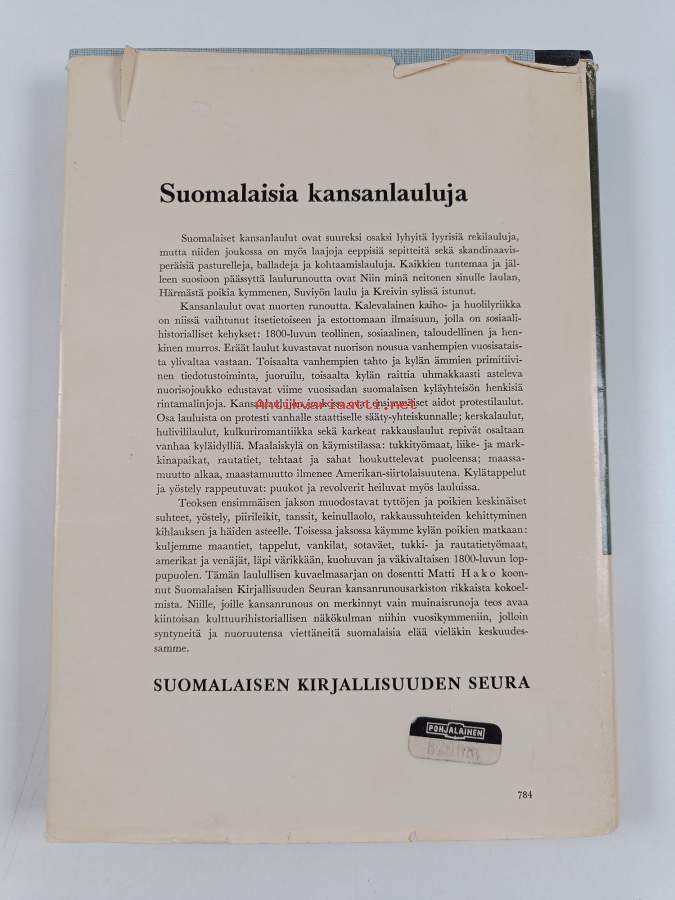 Suomalaisia kansanlauluja
Suomalaiset kansanlaulut ovat suureksi osaksi lyhyitä lyyrisiä rekilauluja,
mutta niiden joukossa on myös laajoja eeppisiä sepitteitä sekä skandinaavis-
peräisiä pasturelleja, balladeja ja kohtaamislauluja. Kaikkien tuntemaa ja jäl-
leen suosioon päässyttä laulurunoutta ovat Niin minä neitonen sinulle laulan,
Härmästä poikia kymmenen, Suviyön laulu ja Kreivin sylissä istunut.
Kansanlaulut ovat nuorten runoutta. Kalevalainen kaiho- ja huolilyriikka
on niissä vaihtunut itsetietoiseen ja estottomaan ilmaisuun, jolla on sosiaali-
historialliset kehykset: 1800-luvun teollinen, sosiaalinen, taloudellinen ja hen-
kinen murros. Eräät laulut kuvastavat nuorison nousua vanhempien vuosisatais-
ta ylivaltaa vastaan. Toisaalta vanhempien tahto ja kylän ämmien primitiivi-
nen tiedotustoiminta, juoruilu, toisaalta kylän raittia uhmakkaasti asteleva
nuorisojoukko edustavat viime vuosisadan suomalaisen kyläyhteisön henkisiä
rintamalinjoja. Kansanlaulujen joukossa ovat ensimmäiset aidot protestilaulut.
Antikvariaatti.net
Osa lauluista on protesti vanhalle staattiselle sääty-yhteiskunnalle; kerskalaulut,
hulivililaulut, kulkuriromantiikka sekä karkeat rakkauslaulut repivät osaltaan
vanhaa kyläidylliä. Maalaiskylä on käymistilassa: tukkityömaat, liike- ja mark-
kinapaikat, rautatiet, tehtaat ja sahat houkuttelevat puoleensa; maassa-
muutto alkaa, maastamuutto ilmenee Amerikan-siirtolaisuutena. Kylätappelut
ja yöstely rappeutuvat: puukot ja revolverit heiluvat myös lauluissa.
Teoksen ensimmäisen jakson muodostavat tyttöjen ja poikien keskinäiset
suhteet, yöstely, piirileikit, tanssit, keinullaolo, rakkaussuhteiden kehittyminen
kihlauksen ja häiden asteelle. Toisessa jaksossa käymme kylän poikien matkaan:
kuljemme maantiet, tappelut, vankilat, sotaväet, tukki- ja rautatietyömaat,
amerikat ja venäjät, läpi värikkään, kuohuvan ja väkivaltaisen 1800-luvun lop-
pupuolen. Tämän laulullisen kuvaelmasarjan on dosentti Matti Hako koon-
nut Suomalaisen Kirjallisuuden Seuran kansanrunousarkiston rikkaista kokoel-
mista. Niille, joille kansanrunous on merkinnyt vain muinaisrunoja teos avaa
kiintoisan kulttuurihistoriallisen näkökulman niihin vuosikymmeniin, jolloin
syntyneitä ja nuoruutensa viettäneitä suomalaisia elää vieläkin keskuudes-
samme.
SUOMALAISEN KIRJALLISUUDEN SEURA
POHJALAINEN
784